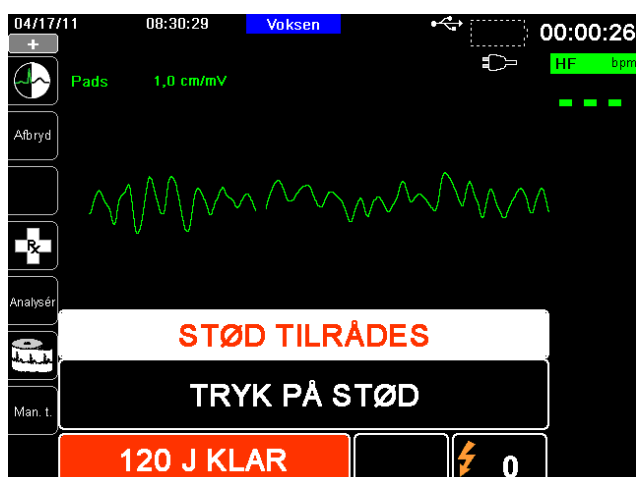 04/17/11 08:30:29 Voksen 00:00:26
+
HF bpm
Pads 1,0 cm/mV
- - -
Afbryd
Rx
Analysér
STØD TILRÅDES
TRYK PÅ STØD
Man. t.
120 J KLAR 0